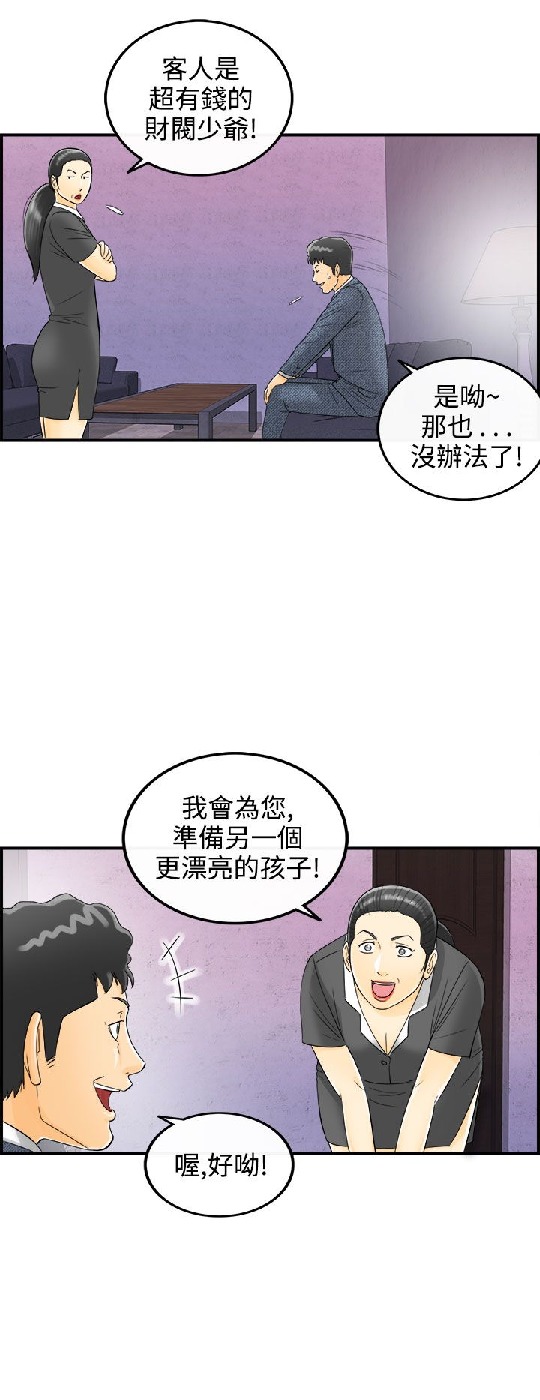 客人是
超有錢的
財閥少爺!
是呦~
那也...
沒辦法了!
我會為您,
準備另一個
更漂亮的孩子!
喔,好呦!